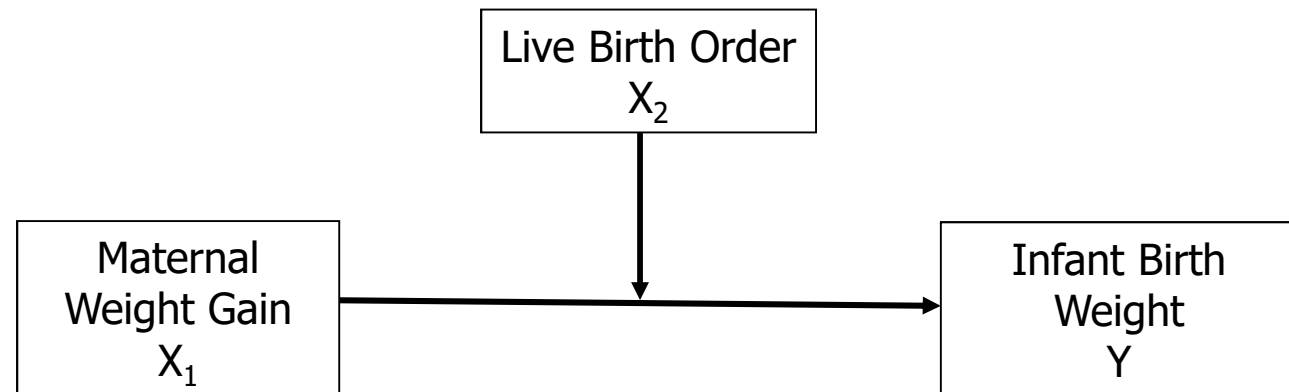 Live Birth Order
X₂
Maternal
Weight Gain
X₁
Infant Birth
Weight
Y